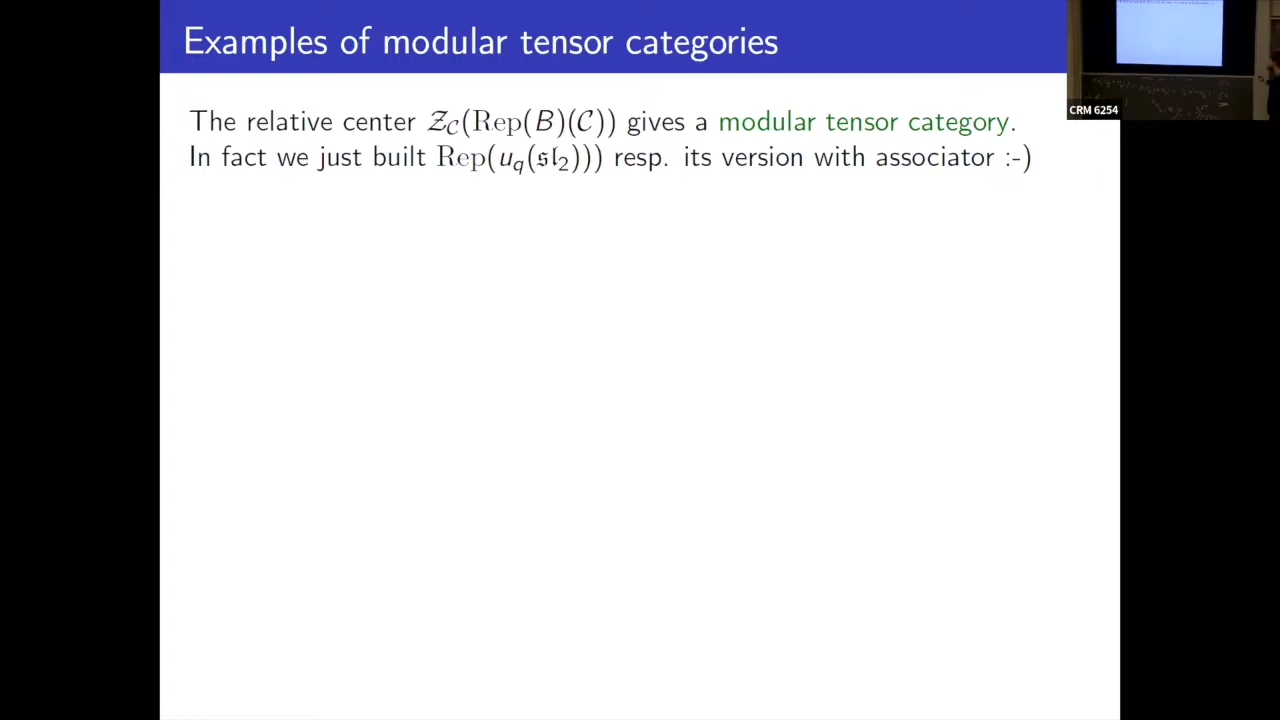 Examples of modular tensor categories
The relative center 𝒵_𝒞(Rep(B)(𝒞)) gives a modular tensor category.
In fact we just built Rep(u_q(𝔰𝔩_2))) resp. its version with associator :-)
CRM 6254